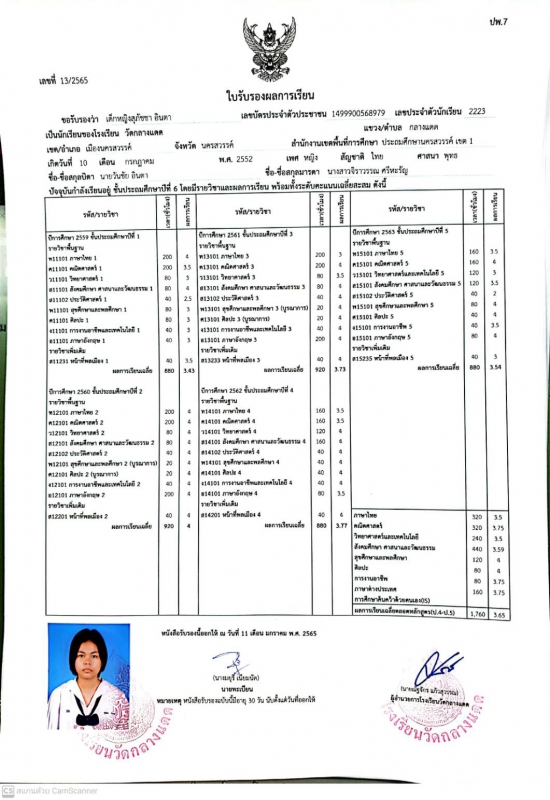 ปพ.7
เลขที่ 13/2565
ใบรับรองผลการเรียน
ขอรับรองว่า เด็กหญิงสุภัชชา อินตา เลขบัตรประจำตัวประชาชน 1499900568979 เลขประจำตัวนักเรียน 2223
เป็นนักเรียนของโรงเรียน วัดกลางแดด แขวง/ตำบล กลางแดด
เขต/อำเภอ เมืองนครสวรรค์ จังหวัด นครสวรรค์ สำนักงานเขตพื้นที่การศึกษา ประถมศึกษานครสวรรค์ เขต 1
เกิดวันที่ 10 เดือน กรกฎาคม พ.ศ. 2552 เพศ หญิง สัญชาติ ไทย ศาสนา พุทธ
ชื่อ-ชื่อสกุลบิดา นายวันชัย อินตา ชื่อ-ชื่อสกุลมารดา นางสาวจิราวรรณ ศรีหะรัญ
ปัจจุบันกำลังเรียนอยู่ ชั้นประถมศึกษาปีที่ 6 โดยมีรายวิชาและผลการเรียน พร้อมทั้งระดับคะแนนเฉลี่ยสะสม ดังนี้
รหัส/รายวิชา เวลา(ชั่วโมง) ผลการเรียน รหัส/รายวิชา เวลา(ชั่วโมง) ผลการเรียน รหัส/รายวิชา เวลา(ชั่วโมง) ผลการเรียน
ปีการศึกษา 2559 ชั้นประถมศึกษาปีที่ 1
รายวิชาพื้นฐาน
พ11101 ภาษาไทย 1 200 4
ค11101 คณิตศาสตร์ 1 200 3.5
ว11101 วิทยาศาสตร์ 1 80 3
ส11101 สังคมศึกษา ศาสนาและวัฒนธรรม 1 80 4
ส11102 ประวัติศาสตร์ 1 40 2.5
พ11101 สุขศึกษาและพลศึกษา 1 80 3
ศ11101 ศิลปะ 1 80 3
ง11101 การงานอาชีพและเทคโนโลยี 1 40 3
อ11101 ภาษาอังกฤษ 1 40 3
รายวิชาเพิ่มเติม
ส11231 หน้าที่พลเมือง 1 40 3.5
ผลการเรียนเฉลี่ย 880 3.43
ปีการศึกษา 2561 ชั้นประถมศึกษาปีที่ 3
รายวิชาพื้นฐาน
พ13101 ภาษาไทย 3 200 3
ค13101 คณิตศาสตร์ 3 200 4
ว13101 วิทยาศาสตร์ 3 80 3.5
ส13101 สังคมศึกษา ศาสนาและวัฒนธรรม 3 80 4
ส13102 ประวัติศาสตร์ 3 40 4
พ13101 สุขศึกษาและพลศึกษา 3 (บูรณาการ) 20 4
ศ13101 ศิลปะ 3 (บูรณาการ) 20 4
ง13101 การงานอาชีพและเทคโนโลยี 3 40 4
อ13101 ภาษาอังกฤษ 3 200 4
รายวิชาเพิ่มเติม
ส13233 หน้าที่พลเมือง 3 40 4
ผลการเรียนเฉลี่ย 920 3.73
ปีการศึกษา 2563 ชั้นประถมศึกษาปีที่ 5
รายวิชาพื้นฐาน
พ15101 ภาษาไทย 5 160 3.5
ค15101 คณิตศาสตร์ 5 160 4
ว15101 วิทยาศาสตร์และเทคโนโลยี 5 120 3
ส15101 สังคมศึกษา ศาสนาและวัฒนธรรม 5 120 3.5
ส15102 ประวัติศาสตร์ 5 40 2
พ15101 สุขศึกษาและพลศึกษา 5 80 4
ศ15101 ศิลปะ 5 40 4
ง15101 การงานอาชีพ 5 40 3.5
อ15101 ภาษาอังกฤษ 5 80 4
รายวิชาเพิ่มเติม
ส15235 หน้าที่พลเมือง 5 40 3
ผลการเรียนเฉลี่ย 880 3.54
ปีการศึกษา 2560 ชั้นประถมศึกษาปีที่ 2
รายวิชาพื้นฐาน
พ12101 ภาษาไทย 2 200 4
ค12101 คณิตศาสตร์ 2 200 4
ว12101 วิทยาศาสตร์ 2 80 4
ส12101 สังคมศึกษา ศาสนาและวัฒนธรรม 2 80 4
ส12102 ประวัติศาสตร์ 2 40 4
พ12101 สุขศึกษาและพลศึกษา 2 (บูรณาการ) 20 4
ศ12101 ศิลปะ 2 (บูรณาการ) 20 4
ง12101 การงานอาชีพและเทคโนโลยี 2 40 4
อ12101 ภาษาอังกฤษ 2 200 4
รายวิชาเพิ่มเติม
ส12201 หน้าที่พลเมือง 2 40 4
ผลการเรียนเฉลี่ย 920 4
ปีการศึกษา 2562 ชั้นประถมศึกษาปีที่ 4
รายวิชาพื้นฐาน
พ14101 ภาษาไทย 4 160 3.5
ค14101 คณิตศาสตร์ 4 160 3.5
ว14101 วิทยาศาสตร์ 4 120 4
ส14101 สังคมศึกษา ศาสนาและวัฒนธรรม 4 160 4
ส14102 ประวัติศาสตร์ 4 40 4
พ14101 สุขศึกษาและพลศึกษา 4 40 4
ศ14101 ศิลปะ 4 40 4
ง14101 การงานอาชีพและเทคโนโลยี 4 40 4
อ14101 ภาษาอังกฤษ 4 80 3.5
รายวิชาเพิ่มเติม
ส14201 หน้าที่พลเมือง 4 40 4
ผลการเรียนเฉลี่ย 880 3.77
ภาษาไทย 320 3.5
คณิตศาสตร์ 320 3.75
วิทยาศาสตร์และเทคโนโลยี 240 3.5
สังคมศึกษา ศาสนาและวัฒนธรรม 440 3.59
สุขศึกษาและพลศึกษา 120 4
ศิลปะ 80 4
การงานอาชีพ 80 3.75
ภาษาต่างประเทศ 160 3.75
การศึกษาค้นคว้าด้วยตนเอง(IS)
ผลการเรียนเฉลี่ยตลอดหลักสูตร(ป.4-ป.5) 1,760 3.65
หนังสือรับรองนี้ออกให้ ณ วันที่ 11 เดือน มกราคม พ.ศ. 2565
(นางมยุรี เนียมนัด)
นายทะเบียน
(นายณัฐจักร แก้วสุวรรณ)
ผู้อำนวยการโรงเรียนวัดกลางแดด
หมายเหตุ หนังสือรับรองฉบับนี้มีอายุ 30 วัน นับตั้งแต่วันที่ออกให้
โรงเรียนวัดกลางแดด
โรงเรียนวัดกลางแดด
CS สแกนด้วย CamScanner